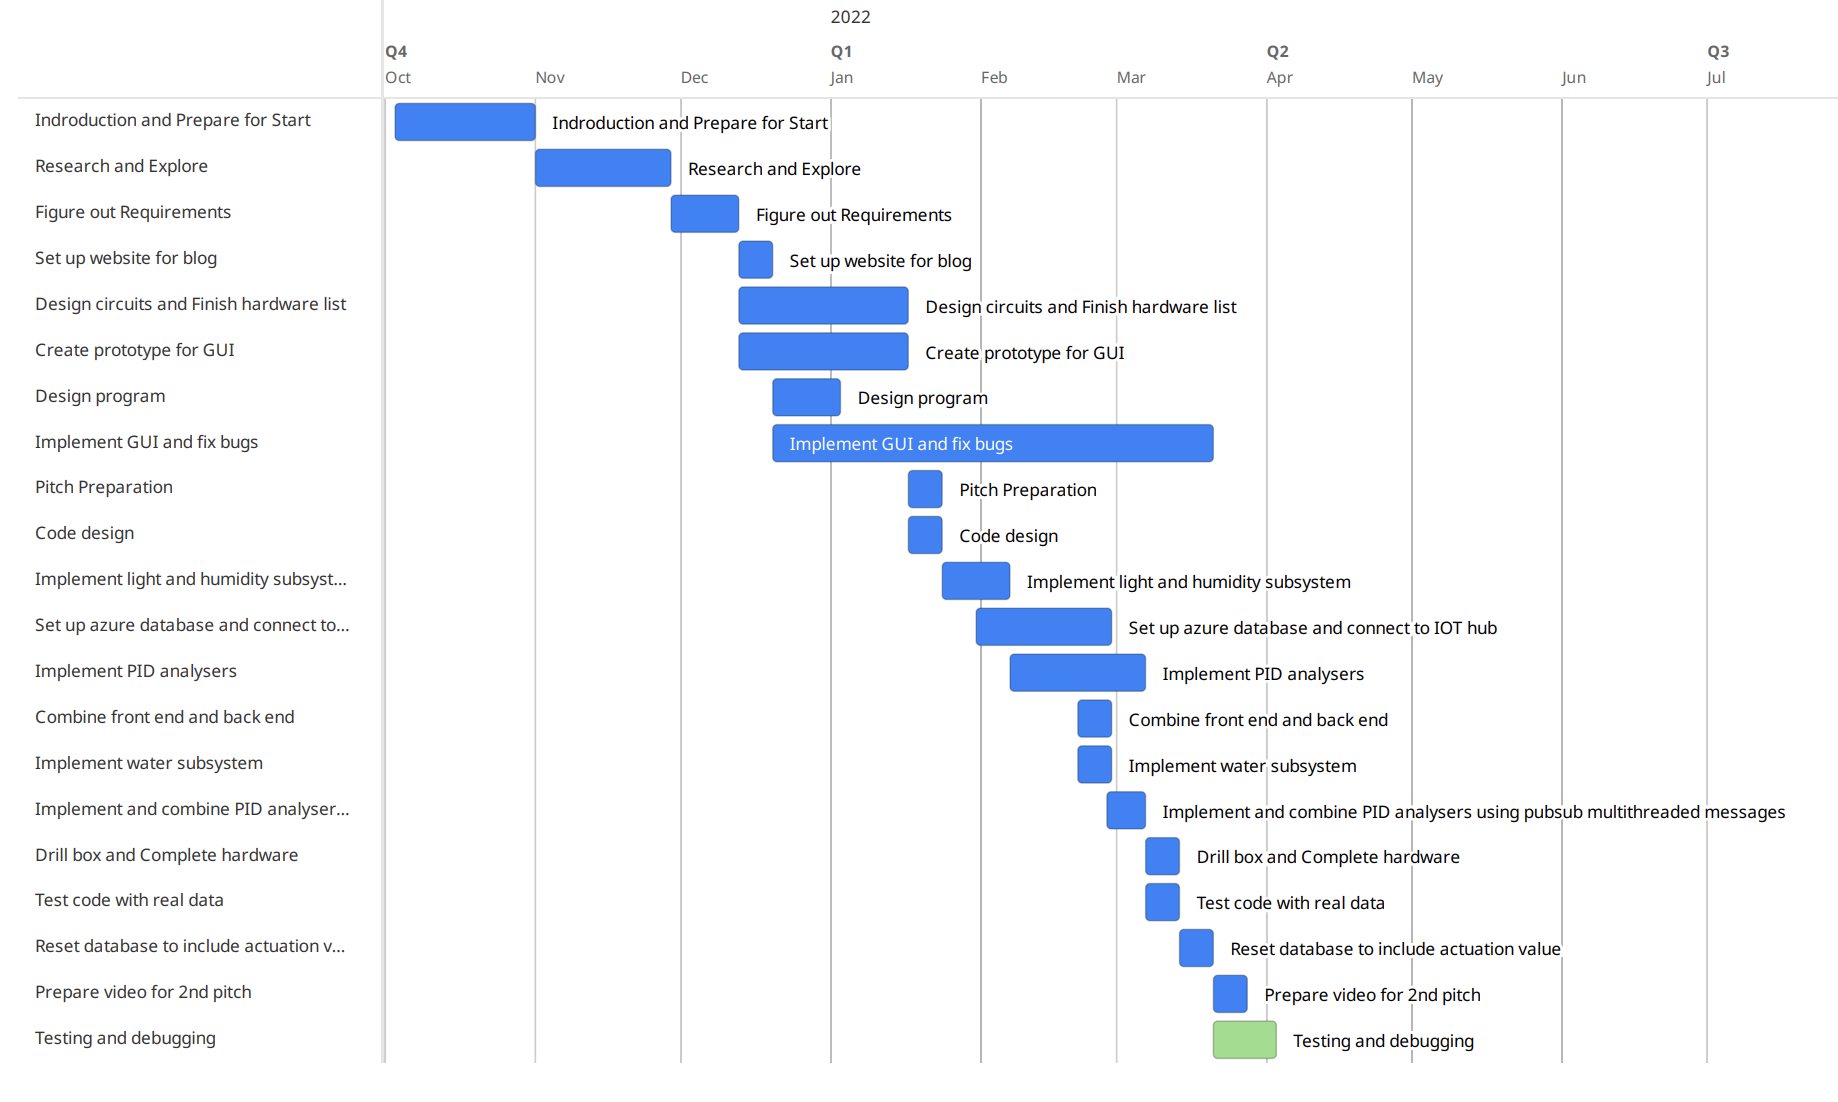 2022
Q4 Q1 Q2 Q3
Oct Nov Dec Jan Feb Mar Apr May Jun Jul
Indroduction and Prepare for Start Indroduction and Prepare for Start
Research and Explore Research and Explore
Figure out Requirements Figure out Requirements
Set up website for blog Set up website for blog
Design circuits and Finish hardware list Design circuits and Finish hardware list
Create prototype for GUI Create prototype for GUI
Design program Design program
Implement GUI and fix bugs Implement GUI and fix bugs
Pitch Preparation Pitch Preparation
Code design Code design
Implement light and humidity subsyst... Implement light and humidity subsystem
Set up azure database and connect to... Set up azure database and connect to IOT hub
Implement PID analysers Implement PID analysers
Combine front end and back end Combine front end and back end
Implement water subsystem Implement water subsystem
Implement and combine PID analyser... Implement and combine PID analysers using pubsub multithreaded messages
Drill box and Complete hardware Drill box and Complete hardware
Test code with real data Test code with real data
Reset database to include actuation v... Reset database to include actuation value
Prepare video for 2nd pitch Prepare video for 2nd pitch
Testing and debugging Testing and debugging